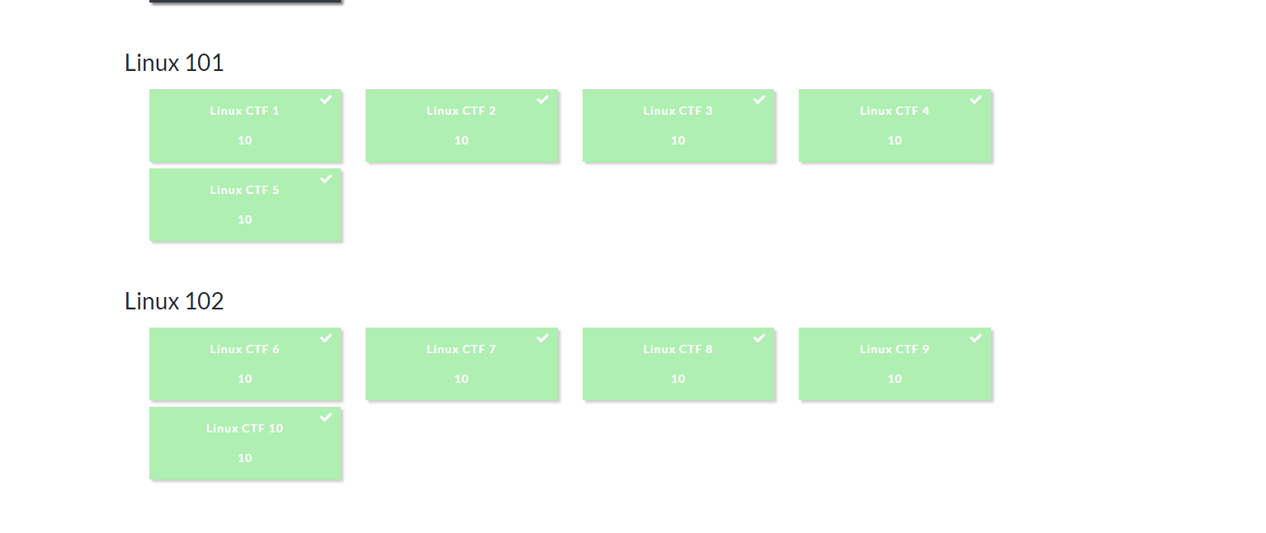 Linux 101
Linux CTF 1
10
Linux CTF 2
10
Linux CTF 3
10
Linux CTF 4
10
Linux CTF 5
10
Linux 102
Linux CTF 6
10
Linux CTF 7
10
Linux CTF 8
10
Linux CTF 9
10
Linux CTF 10
10